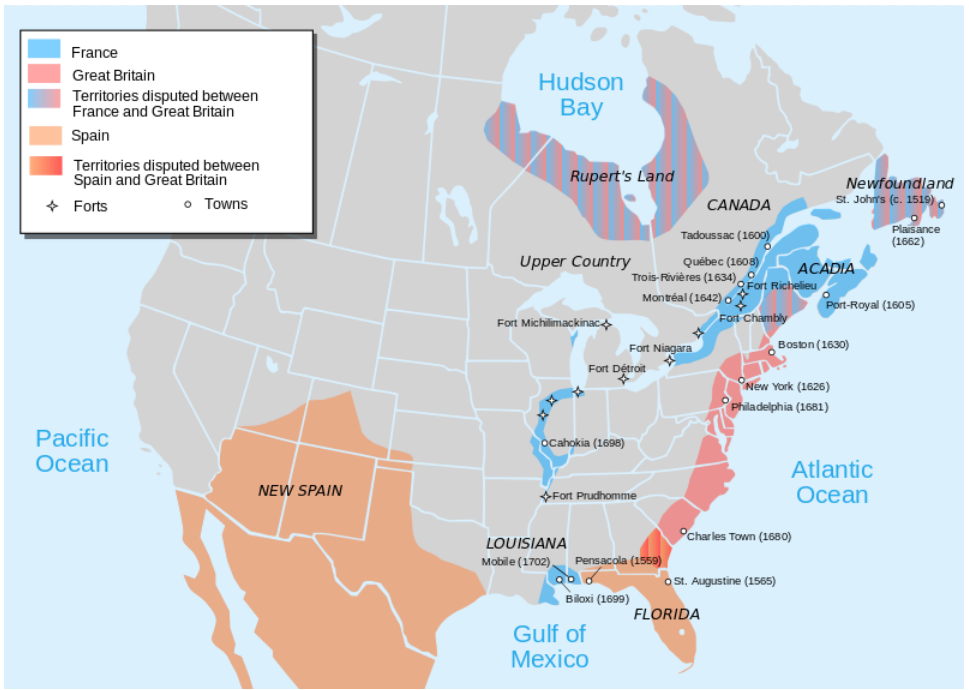 France
Great Britain
Territories disputed between
France and Great Britain
Spain
Territories disputed between
Spain and Great Britain
Forts
Towns
Hudson
Bay
Rupert's Land
Newfoundland
St. John's (c. 1519)
Plaisance
(1662)
CANADA
Tadoussac (1600)
Upper Country
Québec (1608)
ACADIA
Trois-Rivières (1634)
Fort Richelieu
Montréal (1642)
Port-Royal (1605)
Fort Chambly
Fort Michilimackinac
Fort Niagara
Boston (1630)
Fort Détroit
New York (1626)
Philadelphia (1681)
Pacific
Ocean
Cahokia (1698)
Atlantic
Ocean
NEW SPAIN
Fort Prudhomme
Charles Town (1680)
LOUISIANA
Mobile (1702)
Pensacola (1559)
St. Augustine (1565)
Biloxi (1699)
FLORIDA
Gulf of
Mexico